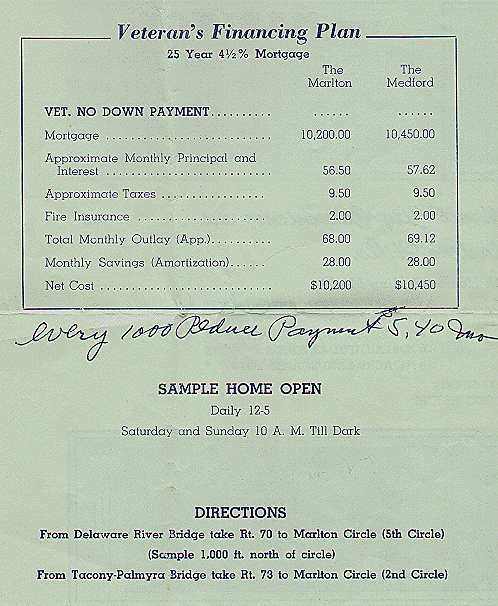 Veteran's Financing Plan
25 Year 4½% Mortgage
The Marlton The Medford
VET. NO DOWN PAYMENT.......... ...... ......
Mortgage ............................ 10,200.00 10,450.00
Approximate Monthly Principal and
Interest ............................ 56.50 57.62
Approximate Taxes .................. 9.50 9.50
Fire Insurance ....................... 2.00 2.00
Total Monthly Outlay (App.).......... 68.00 69.12
Monthly Savings (Amortization)...... 28.00 28.00
Net Cost ............................. $10,200 $10,450
every 1000 Reduces Payment $5.40 mo
SAMPLE HOME OPEN
Daily 12-5
Saturday and Sunday 10 A. M. Till Dark
DIRECTIONS
From Delaware River Bridge take Rt. 70 to Marlton Circle (5th Circle)
(Sample 1,000 ft. north of circle)
From Tacony-Palmyra Bridge take Rt. 73 to Marlton Circle (2nd Circle)